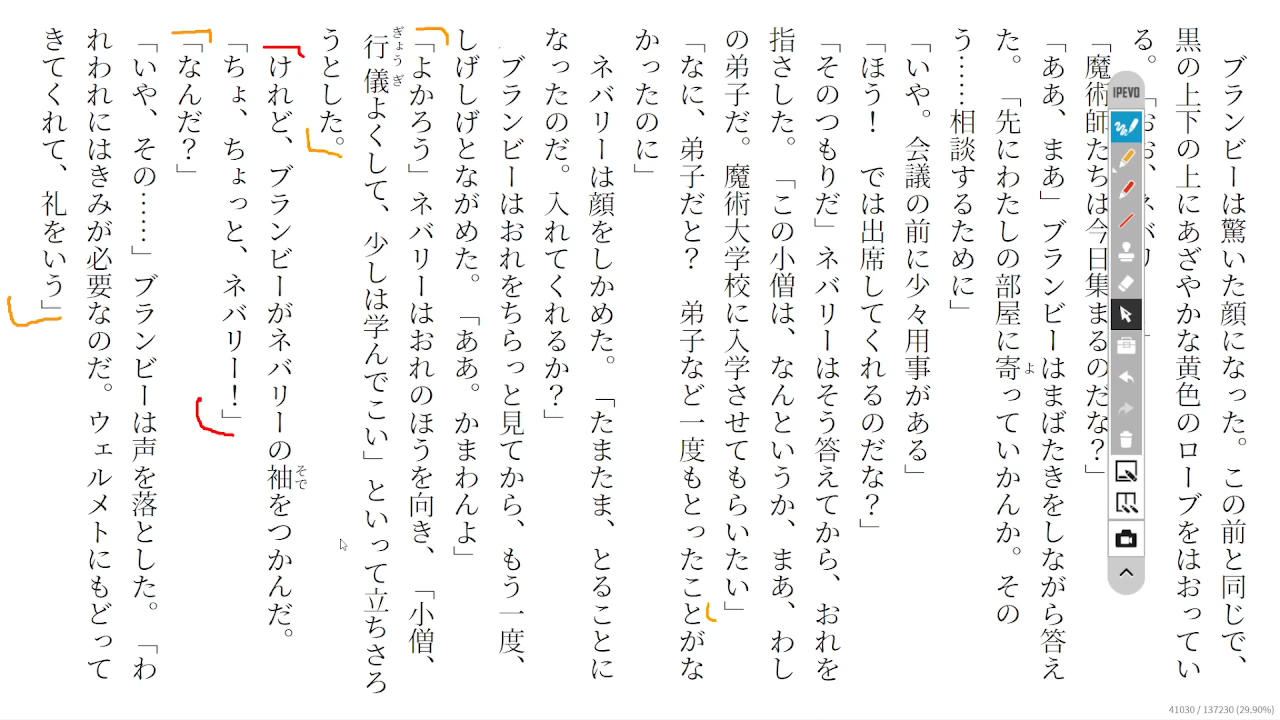 ブランビーは驚いた顔になった。この前と同じで、
黒の上下の上にあざやかな黄色のローブをはおってい
る。「おお、ネバリ
「魔術師たちは今日集まるのだな？」
「ああ、まあ」ブランビーはまばたきをしながら答え
た。「先にわたしの部屋に寄っていかんか。その
よ
う……相談するために」
「いや。会議の前に少々用事がある」
「ほう！　では出席してくれるのだな？」
「そのつもりだ」ネバリーはそう答えてから、おれを
指さした。「この小僧は、なんというか、まあ、わし
の弟子だ。魔術大学校に入学させてもらいたい」
「なに、弟子だと？　弟子など一度もとったことがな
かったのに」
ネバリーは顔をしかめた。「たまたま、とることに
なったのだ。入れてくれるか？」
ブランビーはおれをちらっと見てから、もう一度、
しげしげとながめた。「ああ。かまわんよ」
「よかろう」ネバリーはおれのほうを向き、「小僧、
行儀よくして、少しは学んでこい」といって立ちさろ
ぎょうぎ
うとした。
「けれど、ブランビーがネバリーの袖をつかんだ。
そで
「ちょ、ちょっと、ネバリー！」
「なんだ？」
「いや、その……」ブランビーは声を落とした。「わ
れわれにはきみが必要なのだ。ウェルメトにもどって
きてくれて、礼をいう」
IPEVO
41030 / 137230 (29.90%)